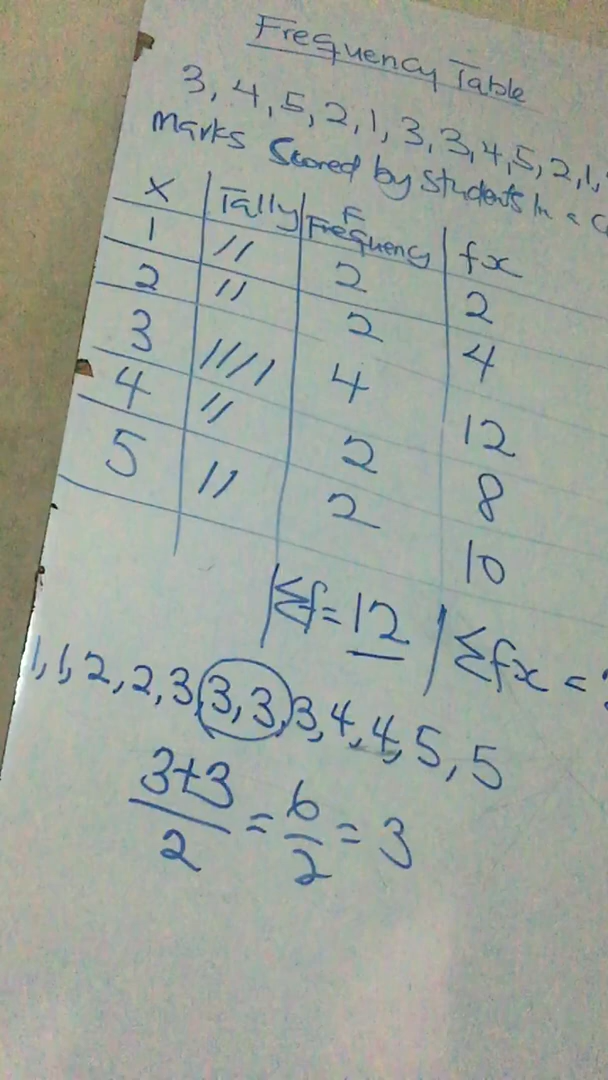 Frequency Table
3, 4, 5, 2, 1, 3, 3, 4, 5, 2, 1,
Marks Scored by Students In a
X Tally F Frequency fx
1 // 2 2
2 // 2 4
3 //// 4 12
4 // 2 8
5 // 2 10
Σf = 12 Σfx =
1, 1, 2, 2, 3, 3, 3, 3, 4, 4, 5, 5
3+3/2 = 6/2 = 3